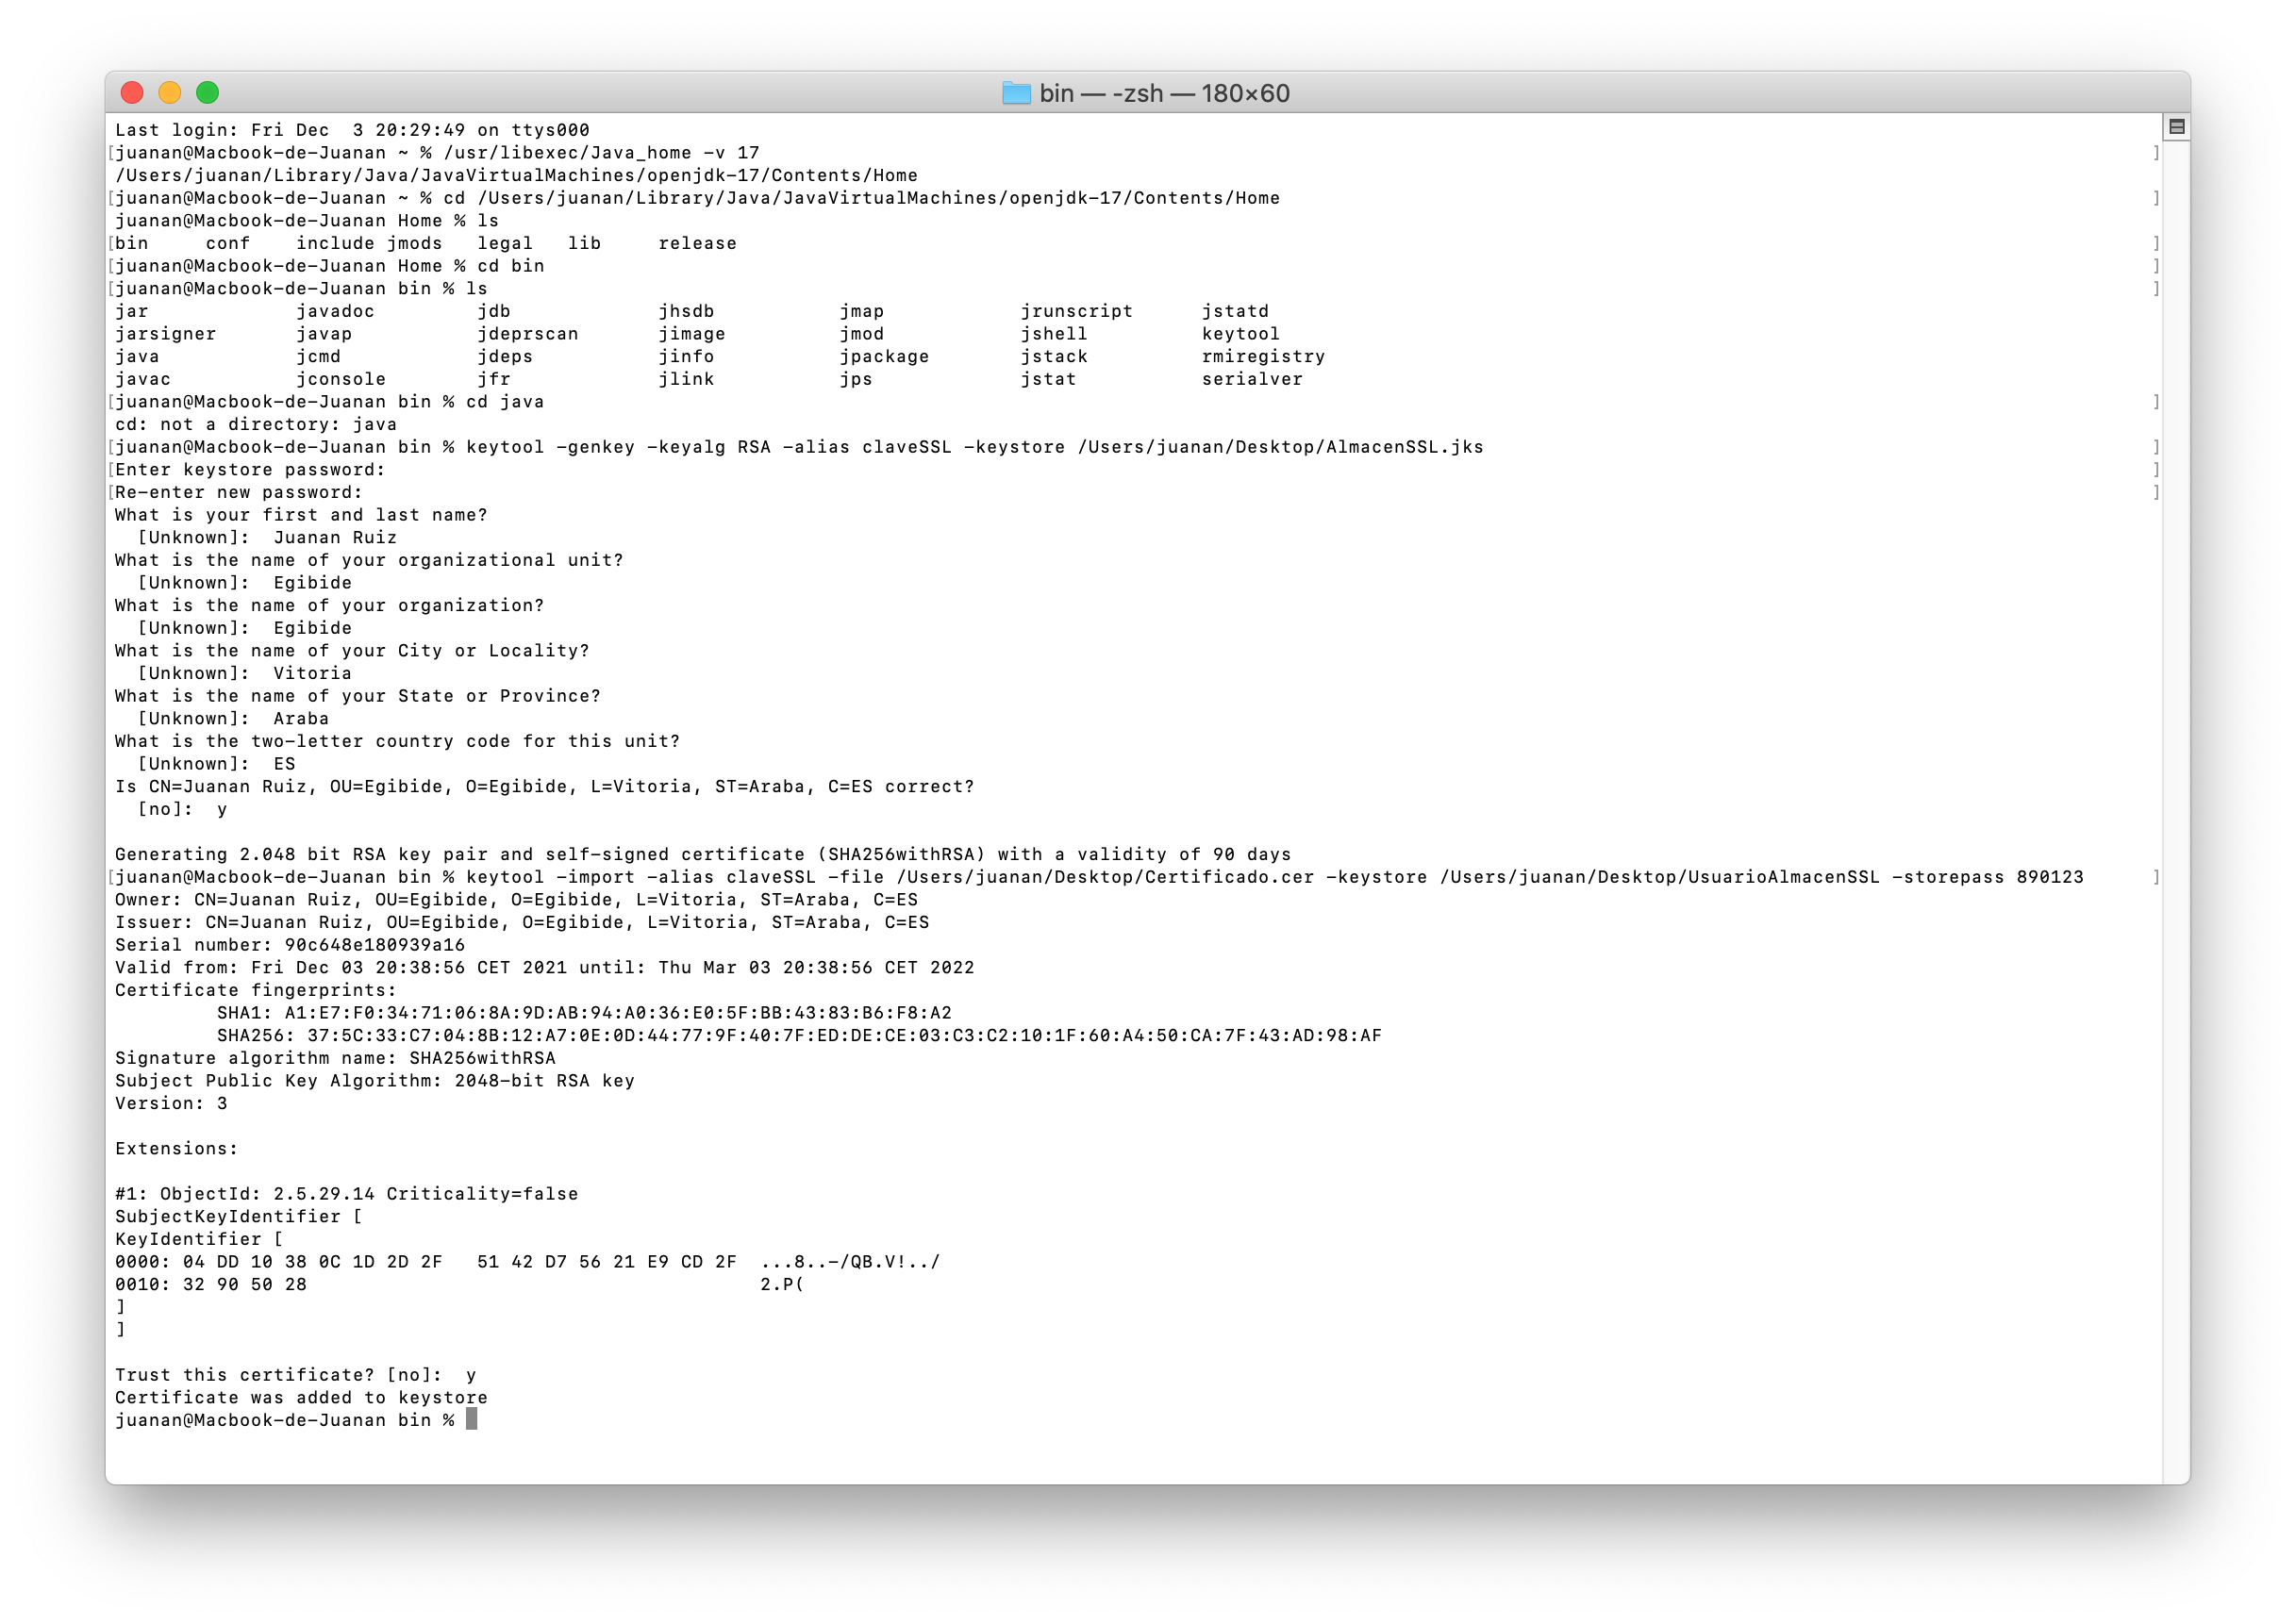 bin — -zsh — 180×60
Last login: Fri Dec  3 20:29:49 on ttys000
[juanan@Macbook-de-Juanan ~ % /usr/libexec/Java_home -v 17 ]
/Users/juanan/Library/Java/JavaVirtualMachines/openjdk-17/Contents/Home
[juanan@Macbook-de-Juanan ~ % cd /Users/juanan/Library/Java/JavaVirtualMachines/openjdk-17/Contents/Home ]
juanan@Macbook-de-Juanan Home % ls
[bin     conf    include jmods   legal   lib     release ]
[juanan@Macbook-de-Juanan Home % cd bin ]
[juanan@Macbook-de-Juanan bin % ls ]
jar             javadoc         jdb             jhsdb           jmap            jrunscript      jstatd
jarsigner       javap           jdeprscan       jimage          jmod            jshell          keytool
java            jcmd            jdeps           jinfo           jpackage        jstack          rmiregistry
javac           jconsole        jfr             jlink           jps             jstat           serialver
[juanan@Macbook-de-Juanan bin % cd java ]
cd: not a directory: java
[juanan@Macbook-de-Juanan bin % keytool -genkey -keyalg RSA -alias claveSSL -keystore /Users/juanan/Desktop/AlmacenSSL.jks ]
[Enter keystore password: ]
[Re-enter new password: ]
What is your first and last name?
  [Unknown]:  Juanan Ruiz
What is the name of your organizational unit?
  [Unknown]:  Egibide
What is the name of your organization?
  [Unknown]:  Egibide
What is the name of your City or Locality?
  [Unknown]:  Vitoria
What is the name of your State or Province?
  [Unknown]:  Araba
What is the two-letter country code for this unit?
  [Unknown]:  ES
Is CN=Juanan Ruiz, OU=Egibide, O=Egibide, L=Vitoria, ST=Araba, C=ES correct?
  [no]:  y
Generating 2.048 bit RSA key pair and self-signed certificate (SHA256withRSA) with a validity of 90 days
[juanan@Macbook-de-Juanan bin % keytool -import -alias claveSSL -file /Users/juanan/Desktop/Certificado.cer -keystore /Users/juanan/Desktop/UsuarioAlmacenSSL -storepass 890123 ]
Owner: CN=Juanan Ruiz, OU=Egibide, O=Egibide, L=Vitoria, ST=Araba, C=ES
Issuer: CN=Juanan Ruiz, OU=Egibide, O=Egibide, L=Vitoria, ST=Araba, C=ES
Serial number: 90c648e180939a16
Valid from: Fri Dec 03 20:38:56 CET 2021 until: Thu Mar 03 20:38:56 CET 2022
Certificate fingerprints:
         SHA1: A1:E7:F0:34:71:06:8A:9D:AB:94:A0:36:E0:5F:BB:43:83:B6:F8:A2
         SHA256: 37:5C:33:C7:04:8B:12:A7:0E:0D:44:77:9F:40:7F:ED:DE:CE:03:C3:C2:10:1F:60:A4:50:CA:7F:43:AD:98:AF
Signature algorithm name: SHA256withRSA
Subject Public Key Algorithm: 2048-bit RSA key
Version: 3
Extensions:
#1: ObjectId: 2.5.29.14 Criticality=false
SubjectKeyIdentifier [
KeyIdentifier [
0000: 04 DD 10 38 0C 1D 2D 2F   51 42 D7 56 21 E9 CD 2F  ...8..-/QB.V!../
0010: 32 90 50 28                                        2.P(
]
]
Trust this certificate? [no]:  y
Certificate was added to keystore
juanan@Macbook-de-Juanan bin %